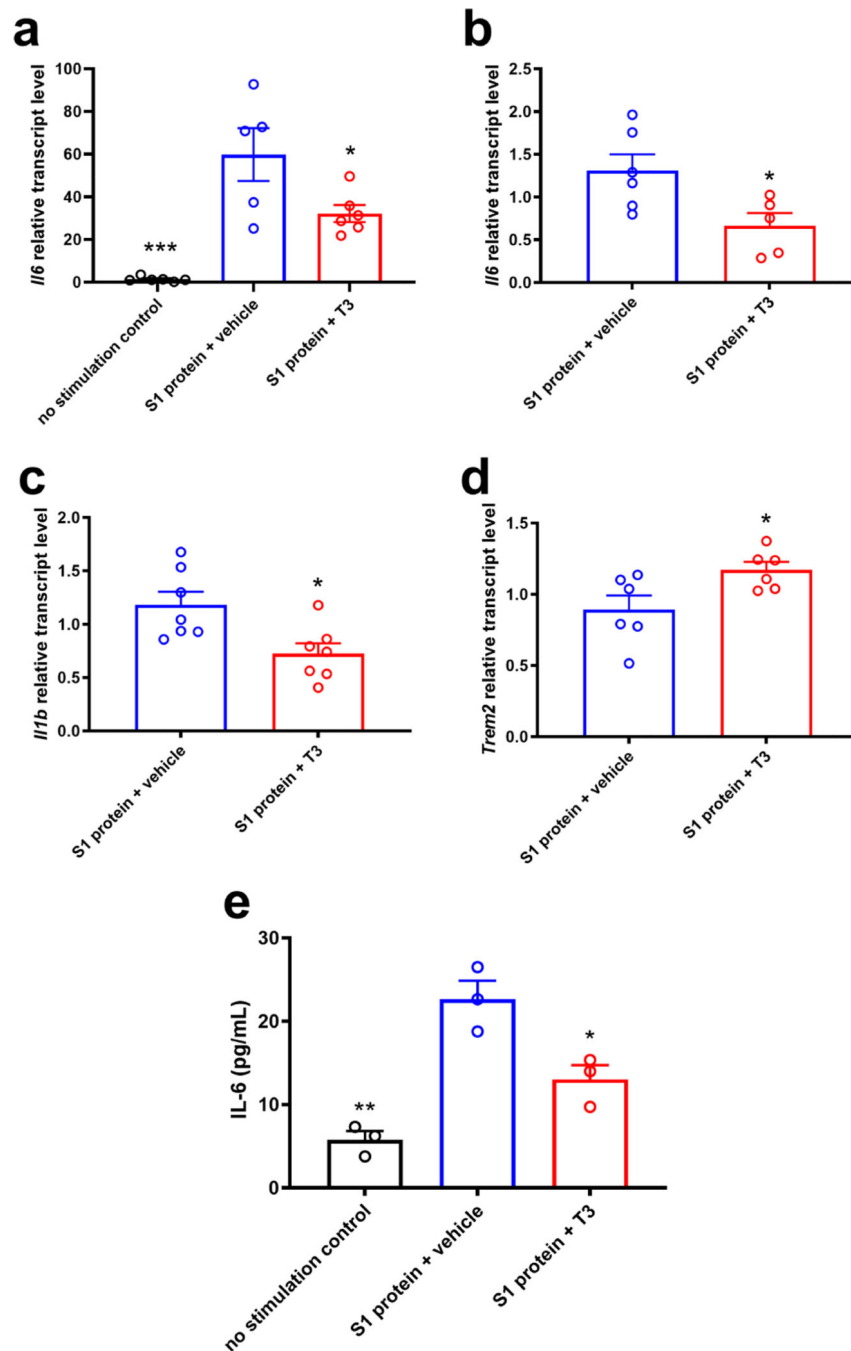 a
Il6 relative transcript level
100
80
60
40
20
0
***
*
no stimulation control
S1 protein + vehicle
S1 protein + T3
b
Il6 relative transcript level
2.5
2.0
1.5
1.0
0.5
0.0
*
S1 protein + vehicle
S1 protein + T3
c
Il1b relative transcript level
2.0
1.5
1.0
0.5
0.0
*
S1 protein + vehicle
S1 protein + T3
d
Trem2 relative transcript level
1.5
1.0
0.5
0.0
*
S1 protein + vehicle
S1 protein + T3
e
IL-6 (pg/mL)
30
20
10
0
**
*
no stimulation control
S1 protein + vehicle
S1 protein + T3